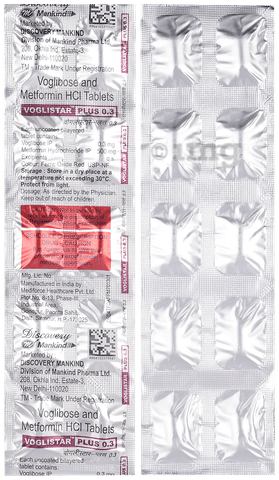 Discovery
Mankind
Marketed by
DISCOVERY MANKIND
Division of Mankind Pharma Ltd.
208, Okhla Ind. Estate-3,
New Delhi-110020
TM - Trade Mark Under Registration
Voglibose and
Metformin HCl Tablets
VOGLISTAR PLUS 0.3
Each uncoated bilayered
tablet contains:
Voglibose IP 0.3 mg
Metformin Hydrochloride IP
Excipients
Colour: Ferric Oxide Red USP-NF
Storage : Store in a dry place at a
temperature not exceeding 30°C.
Protect from light.
Dosage: As directed by the Physician.
Keep out of reach of children.
Mfg. Lic. No.
Manufactured in India by
Mediforce Healthcare Pvt. Ltd.
Plot No. 8-13, Phase-III,
Industrial Area
Discovery
Mankind
Marketed by
DISCOVERY MANKIND
Division of Mankind Pharma Ltd.
208, Okhla Ind. Estate-3,
New Delhi-110020
TM - Trade Mark Under Registration
Voglibose and
Metformin HCl Tablets
VOGLISTAR PLUS 0.3
Each uncoated bilayered
tablet contains:
Voglibose IP 0.3 mg